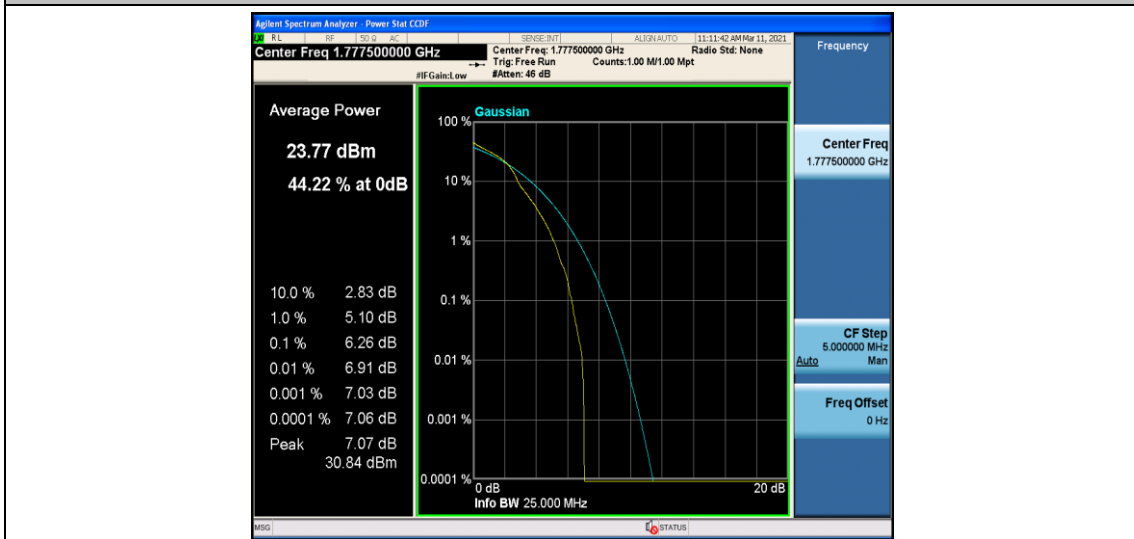 Agilent Spectrum Analyzer - Power Stat CCDF
RL RF 50 Ω AC SENSE:INT ALIGN AUTO 11:11:42 AM Mar 11, 2021
Center Freq 1.777500000 GHz
Center Freq: 1.777500000 GHz Radio Std: None
Trig: Free Run Counts:1.00 M/1.00 Mpt
#IFGain:Low #Atten: 46 dB
Frequency
Average Power
23.77 dBm
44.22 % at 0dB
10.0 % 2.83 dB
1.0 % 5.10 dB
0.1 % 6.26 dB
0.01 % 6.91 dB
0.001 % 7.03 dB
0.0001 % 7.06 dB
Peak 7.07 dB
30.84 dBm
Gaussian
100 %
10 %
1 %
0.1 %
0.01 %
0.001 %
0.0001 %
0 dB 20 dB
Info BW 25.000 MHz
Center Freq
1.777500000 GHz
CF Step
5.000000 MHz
Auto Man
Freq Offset
0 Hz
MSG STATUS